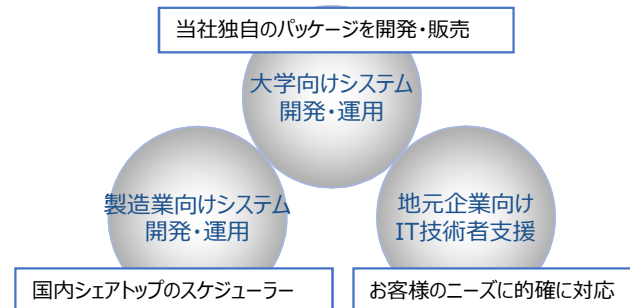 当社独自のパッケージを開発・販売
大学向けシステム
開発・運用
製造業向けシステム
開発・運用
地元企業向け
IT技術者支援
国内シェアトップのスケジューラー
お客様のニーズに的確に対応